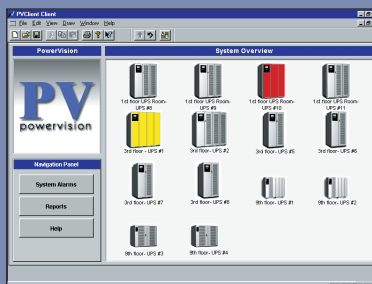 PVClient Client
File Edit View Draw Window Help
PowerVision
System Overview
PV
powervision
Navigation Panel
System Alarms
Reports
Help
1st floor UPS Room- UPS #8
1st floor UPS Room- UPS #9
1st floor UPS Room- UPS #10
1st floor UPS Room- UPS #11
3rd floor- UPS #1
3rd floor- UPS #2
3rd floor- UPS #5
3rd floor- UPS #6
3rd floor- UPS #7
3rd floor- UPS #8
9th floor- UPS #1
9th floor- UPS #2
9th floor- UPS #3
9th floor- UPS #4